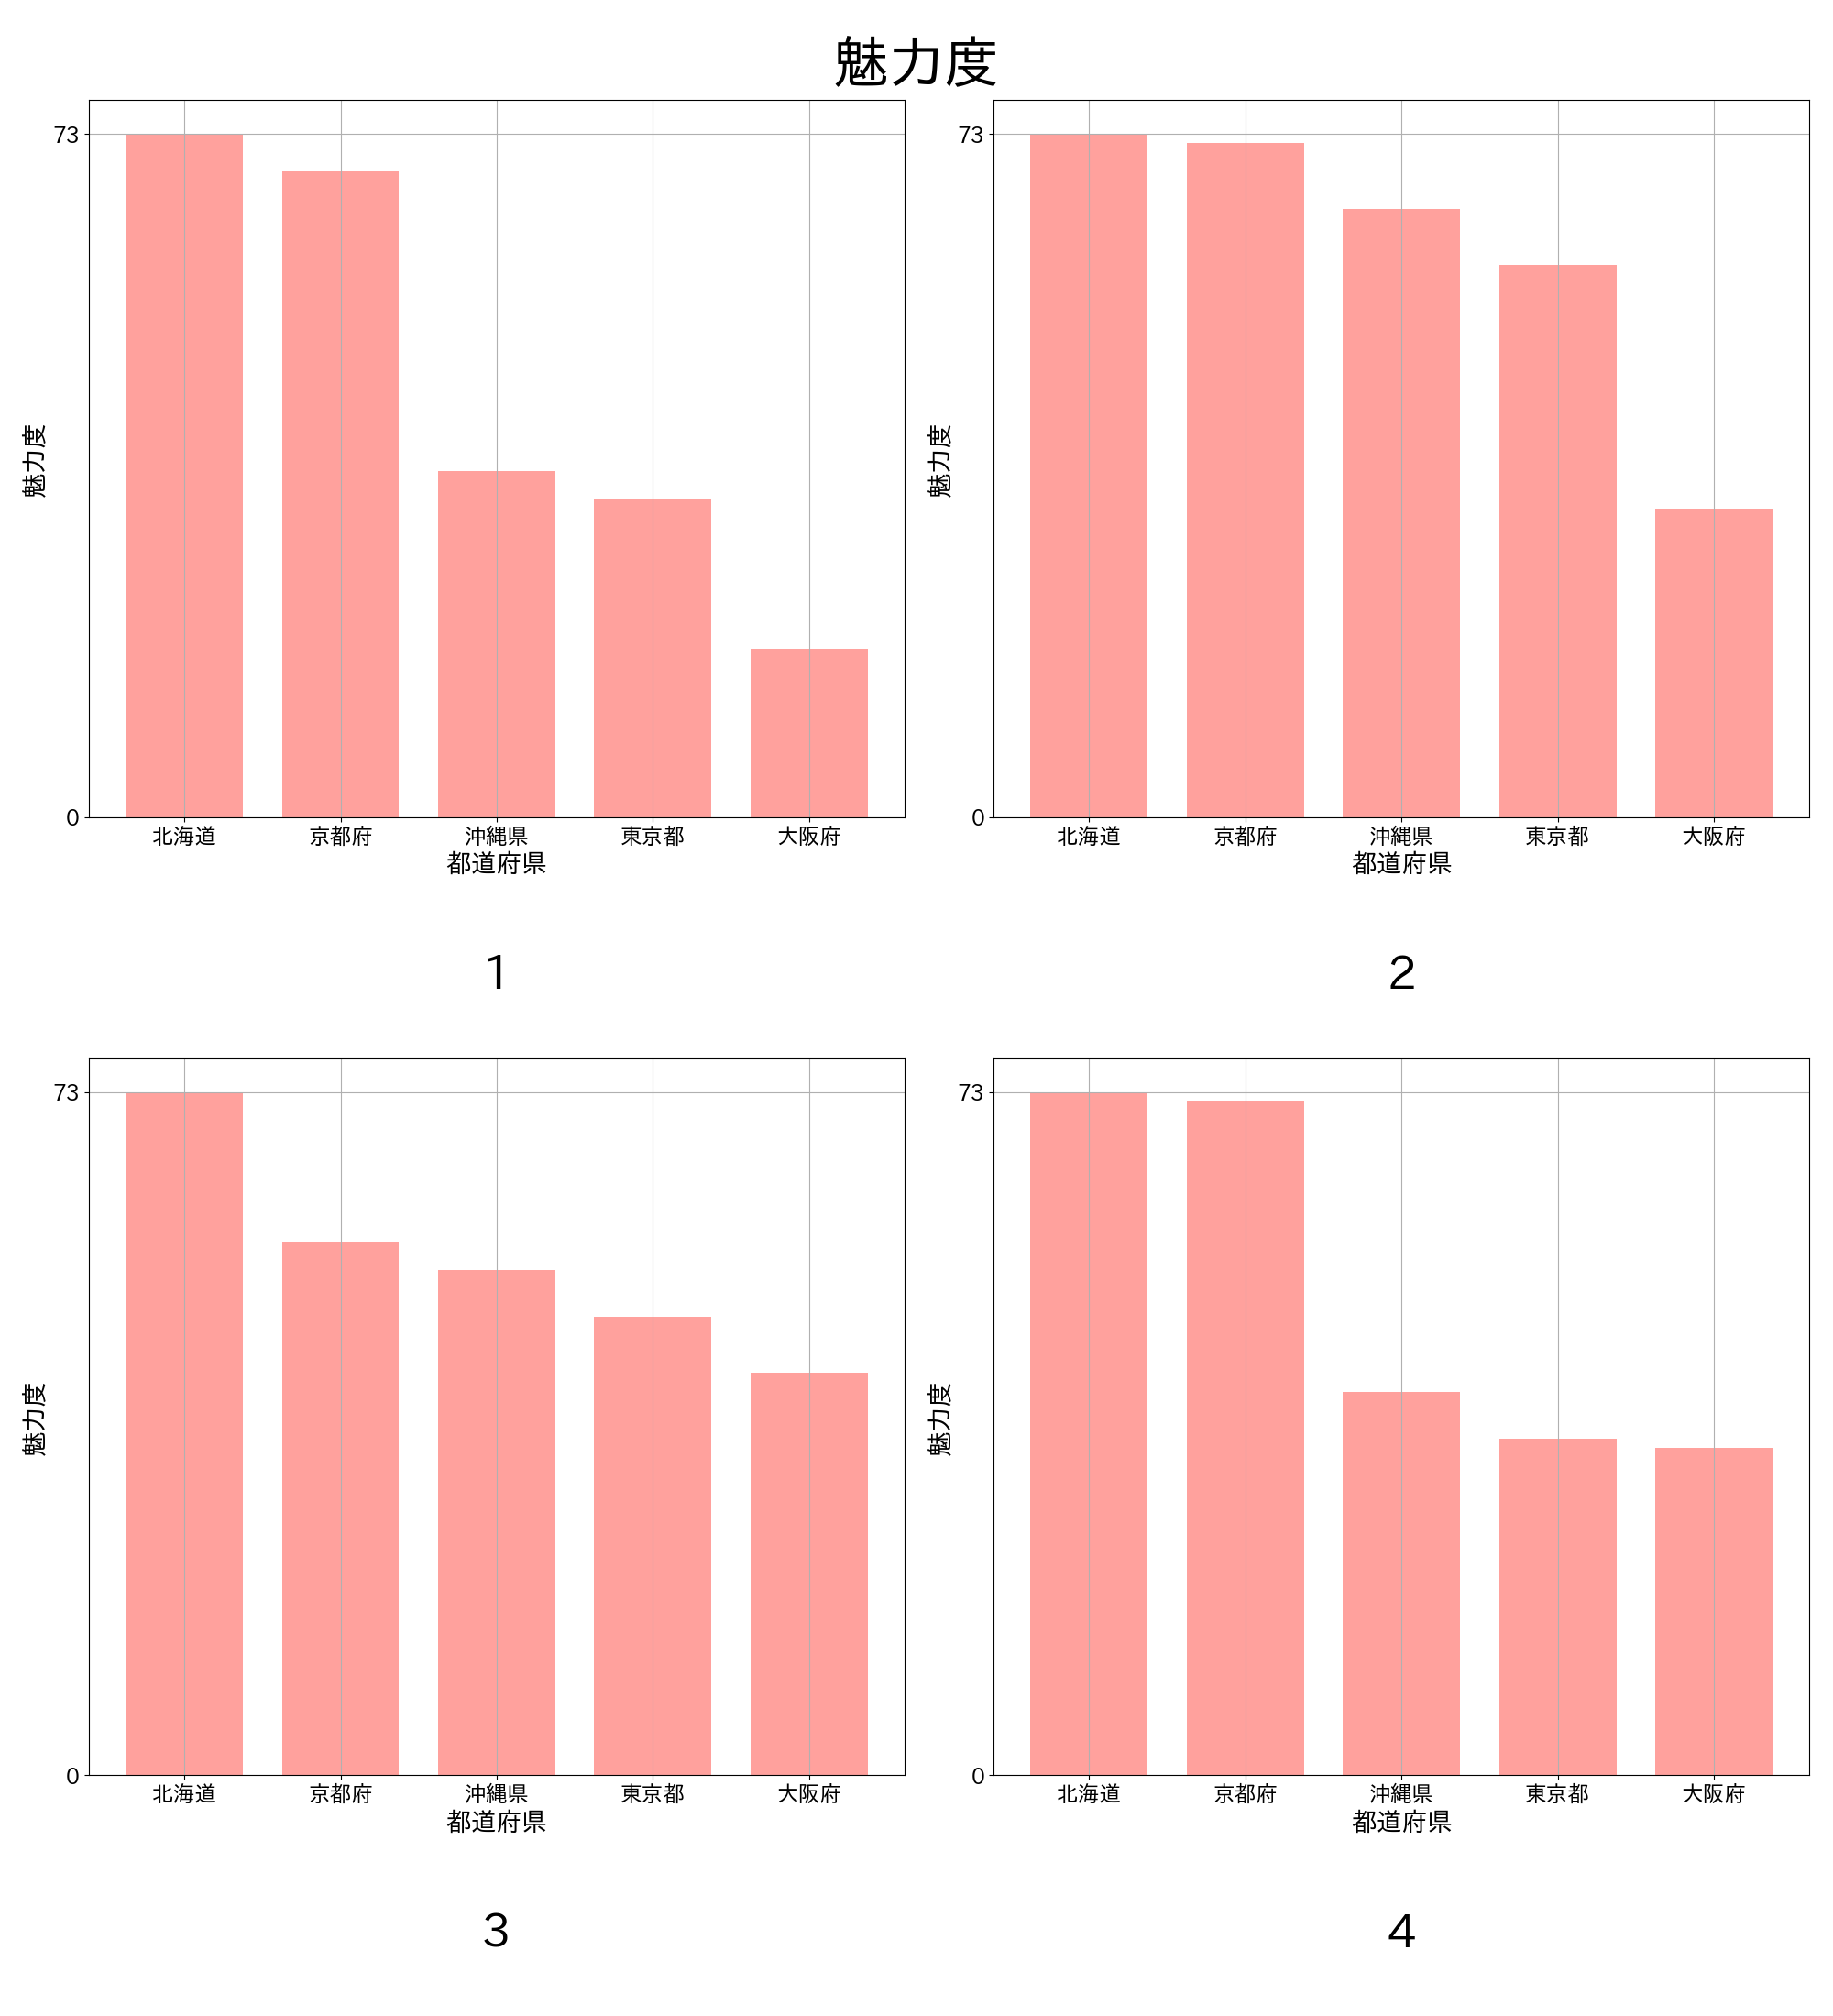 魅力度
73
0
魅力度
北海道 京都府 沖縄県 東京都 大阪府
都道府県
1
73
0
魅力度
北海道 京都府 沖縄県 東京都 大阪府
都道府県
2
73
0
魅力度
北海道 京都府 沖縄県 東京都 大阪府
都道府県
3
73
0
魅力度
北海道 京都府 沖縄県 東京都 大阪府
都道府県
4